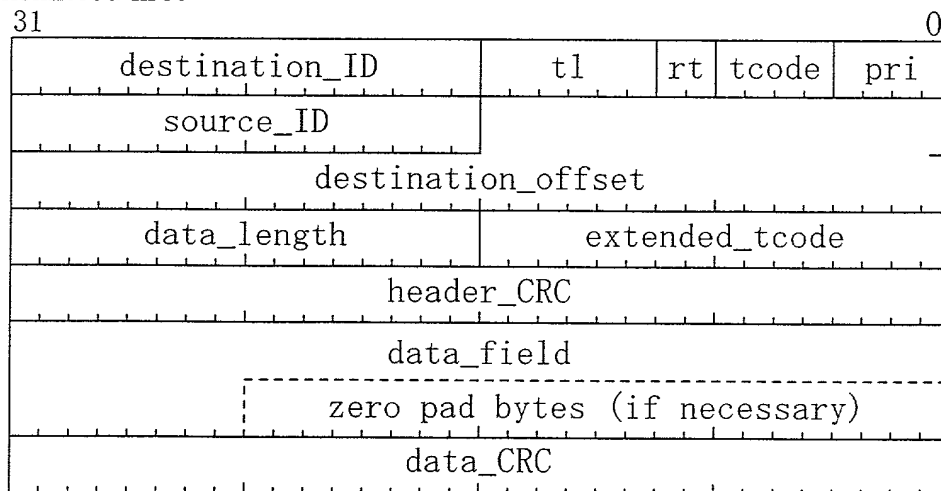 31 0
destination_ID tl rt tcode pri
source_ID
destination_offset
data_length extended_tcode
header_CRC
data_field
zero pad bytes (if necessary)
data_CRC